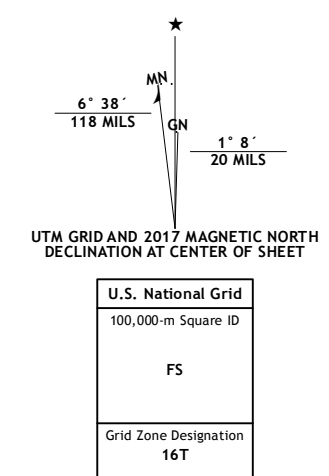 ★
MN
6° 38´
118 MILS
GN
1° 8´
20 MILS
UTM GRID AND 2017 MAGNETIC NORTH
DECLINATION AT CENTER OF SHEET
U.S. National Grid
100,000-m Square ID
FS
Grid Zone Designation
16T